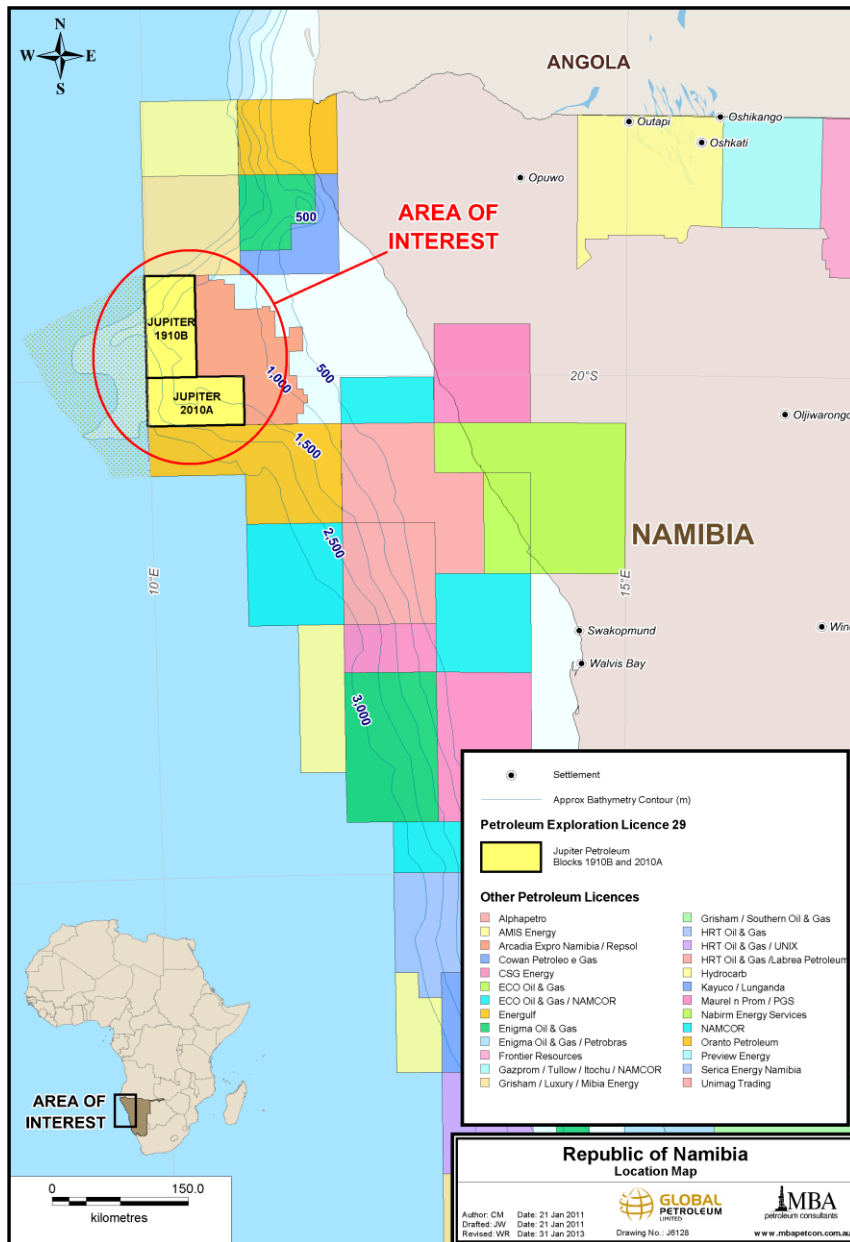 N
W E
S
ANGOLA
Oshikango
Outapi
Oshkati
Opuwo
500
AREA OF
INTEREST
JUPITER
1910B
JUPITER
2010A
1,000
500
20°S
Oljiwarongo
1,500
2,500
NAMIBIA
10°E
15°E
Swakopmund
Wind
Walvis Bay
3,000
Settlement
Approx Bathymetry Contour (m)
Petroleum Exploration Licence 29
Jupiter Petroleum
Blocks 1910B and 2010A
Other Petroleum Licences
Alphapetro
AMIS Energy
Arcadia Expro Namibia / Repsol
Cowan Petroleo e Gas
CSG Energy
ECO Oil & Gas
ECO Oil & Gas / NAMCOR
Energulf
Enigma Oil & Gas
Enigma Oil & Gas / Petrobras
Frontier Resources
Gazprom / Tullow / Itochu / NAMCOR
Grisham / Luxury / Mibia Energy
Grisham / Southern Oil & Gas
HRT Oil & Gas
HRT Oil & Gas / UNIX
HRT Oil & Gas /Labrea Petroleum
Hydrocarb
Kayuco / Lunganda
Maurel n Prom / PGS
Nabirm Energy Services
NAMCOR
Oranto Petroleum
Preview Energy
Serica Energy Namibia
Unimag Trading
AREA OF
INTEREST
0 150.0
kilometres
Republic of Namibia
Location Map
Author: CM Date: 21 Jan 2011
Drafted: JW Date: 21 Jan 2011
Revised: WR Date: 31 Jan 2013
GLOBAL
PETROLEUM
LIMITED
Drawing No.: J6128
MBA
petroleum consultants
www.mbapetcon.com.au